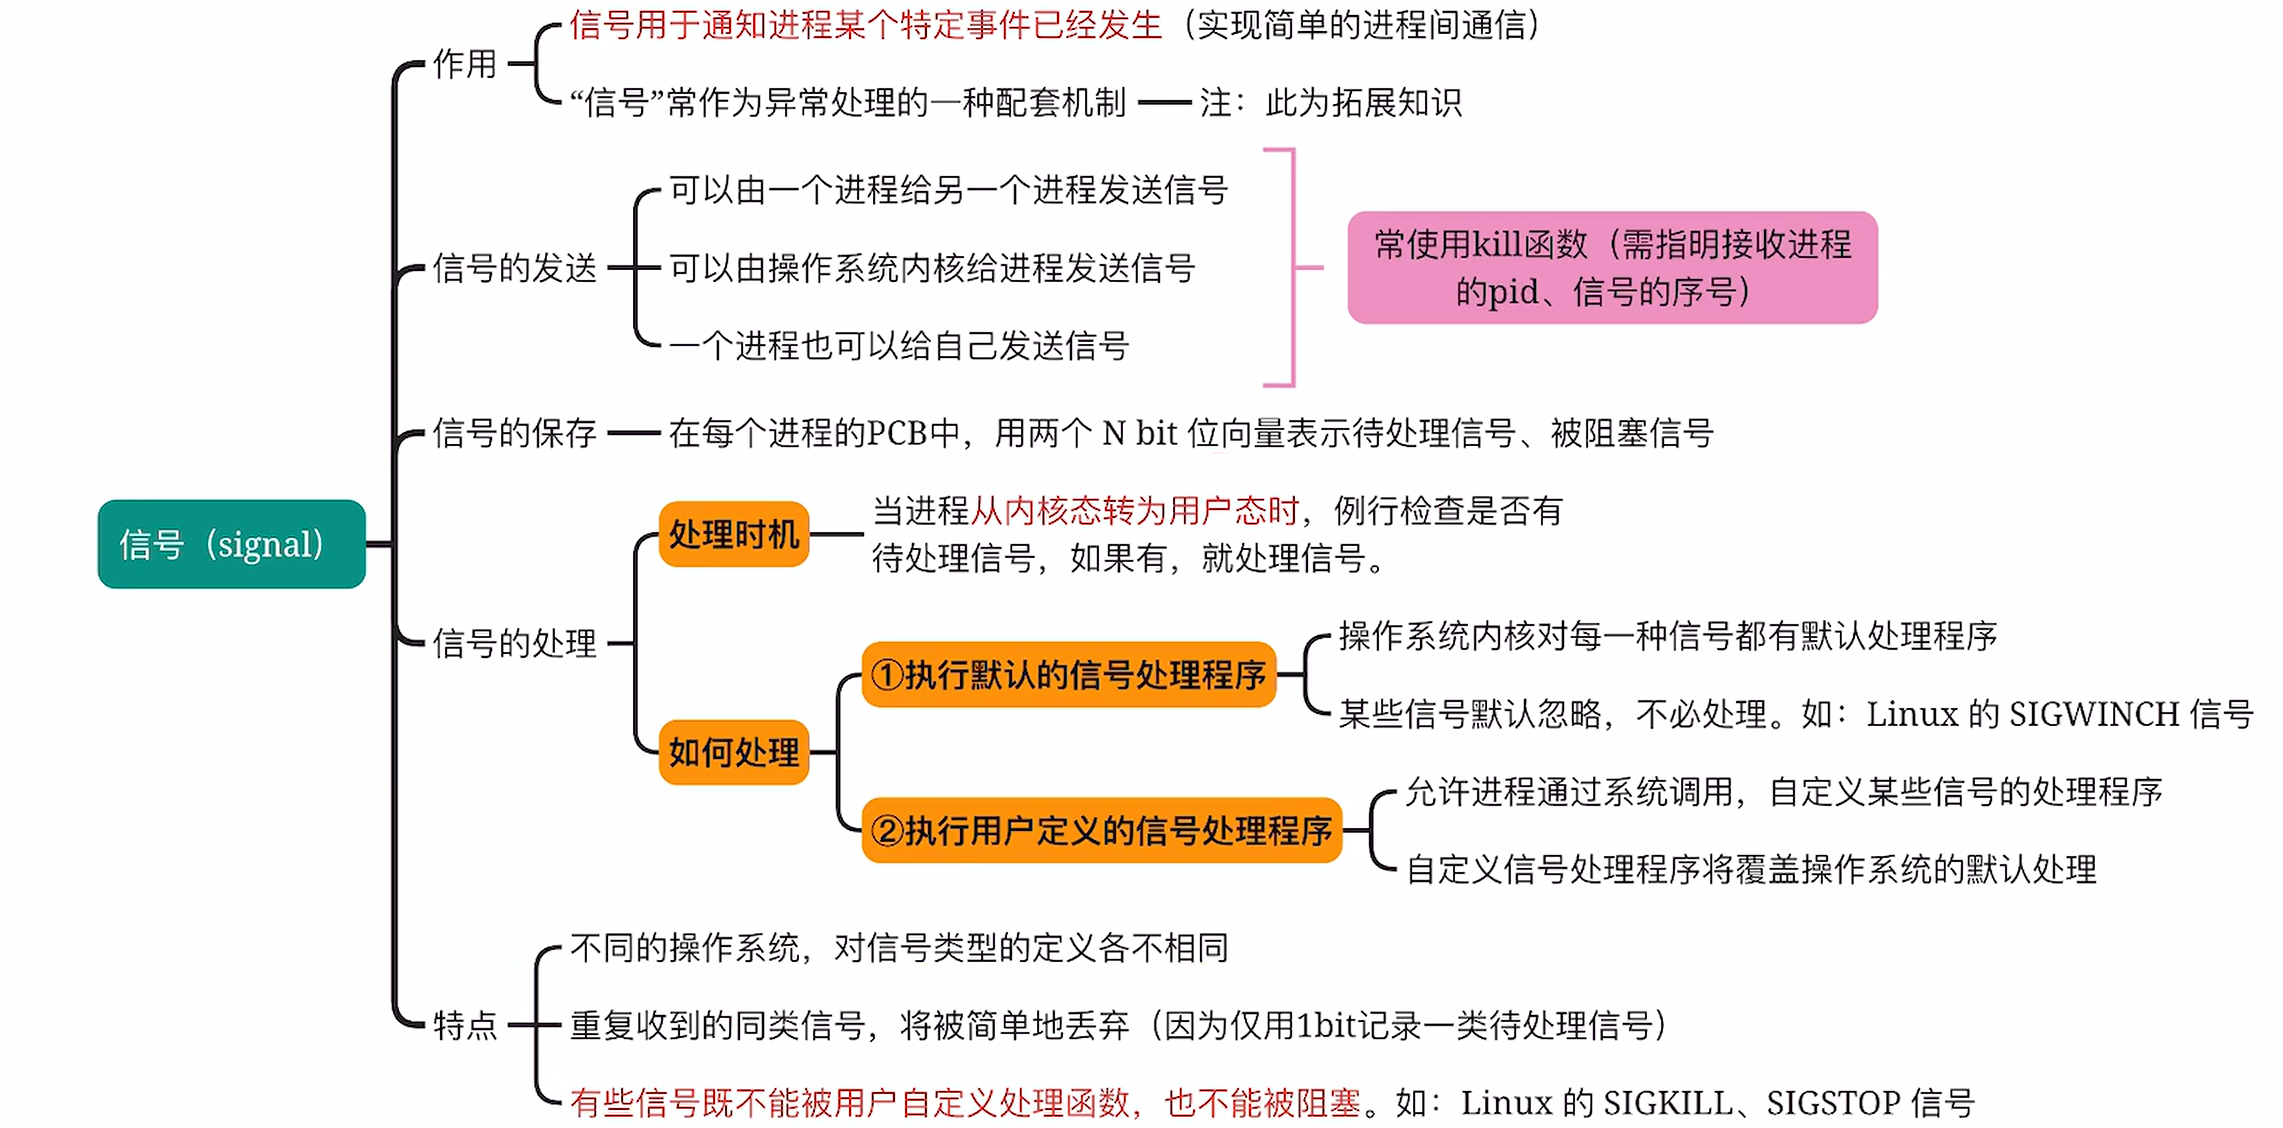 信号（signal）
作用
信号用于通知进程某个特定事件已经发生（实现简单的进程间通信）
“信号”常作为异常处理的一种配套机制
注：此为拓展知识
信号的发送
可以由一个进程给另一个进程发送信号
可以由操作系统内核给进程发送信号
一个进程也可以给自己发送信号
常使用kill函数（需指明接收进程
的pid、信号的序号）
信号的保存
在每个进程的PCB中，用两个 N bit 位向量表示待处理信号、被阻塞信号
信号的处理
处理时机
当进程从内核态转为用户态时，例行检查是否有
待处理信号，如果有，就处理信号。
如何处理
①执行默认的信号处理程序
操作系统内核对每一种信号都有默认处理程序
某些信号默认忽略，不必处理。如：Linux 的 SIGWINCH 信号
②执行用户定义的信号处理程序
允许进程通过系统调用，自定义某些信号的处理程序
自定义信号处理程序将覆盖操作系统的默认处理
特点
不同的操作系统，对信号类型的定义各不相同
重复收到的同类信号，将被简单地丢弃（因为仅用1bit记录一类待处理信号）
有些信号既不能被用户自定义处理函数，也不能被阻塞。如：Linux 的 SIGKILL、SIGSTOP 信号